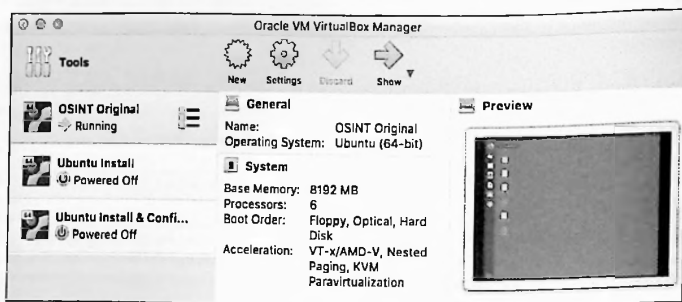 Oracle VM VirtualBox Manager
Tools
New
Settings
Discard
Show
OSINT Original
Running
Ubuntu Install
Powered Off
Ubuntu Install & Confi...
Powered Off
General
Name: OSINT Original
Operating System: Ubuntu (64-bit)
System
Base Memory: 8192 MB
Processors: 6
Boot Order: Floppy, Optical, Hard
Disk
Acceleration: VT-x/AMD-V, Nested
Paging, KVM
Paravirtualization
Preview